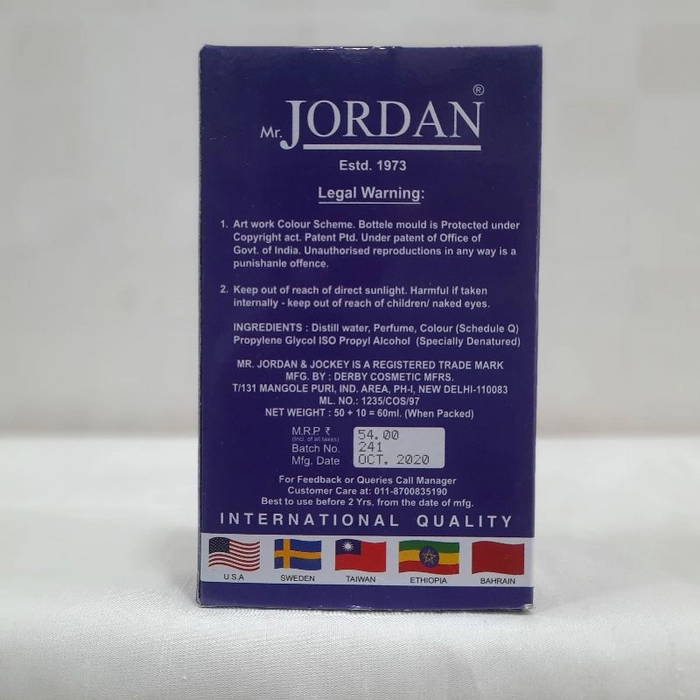 Mr. JORDAN®
Estd. 1973
Legal Warning:
1. Art work Colour Scheme. Bottele mould is Protected under
Copyright act. Patent Ptd. Under patent of Office of
Govt. of India. Unauthorised reproductions in any way is a
punishanle offence.
2. Keep out of reach of direct sunlight. Harmful if taken
internally - keep out of reach of children/ naked eyes.
INGREDIENTS : Distill water, Perfume, Colour (Schedule Q)
Propylene Glycol ISO Propyl Alcohol (Specially Denatured)
MR. JORDAN & JOCKEY IS A REGISTERED TRADE MARK
MFG. BY : DERBY COSMETIC MFRS.
T/131 MANGOLE PURI, IND. AREA, PH-I, NEW DELHI-110083
ML. NO.: 1235/COS/97
NET WEIGHT : 50 + 10 = 60ml. (When Packed)
M.R.P. ₹ 54.00
(Incl. of all taxes)
Batch No. 241
Mfg. Date OCT. 2020
For Feedback or Queries Call Manager
Customer Care at: 011-8700835190
Best to use before 2 Yrs. from the date of mfg.
INTERNATIONAL QUALITY
U.S.A SWEDEN TAIWAN ETHIOPIA BAHRAIN